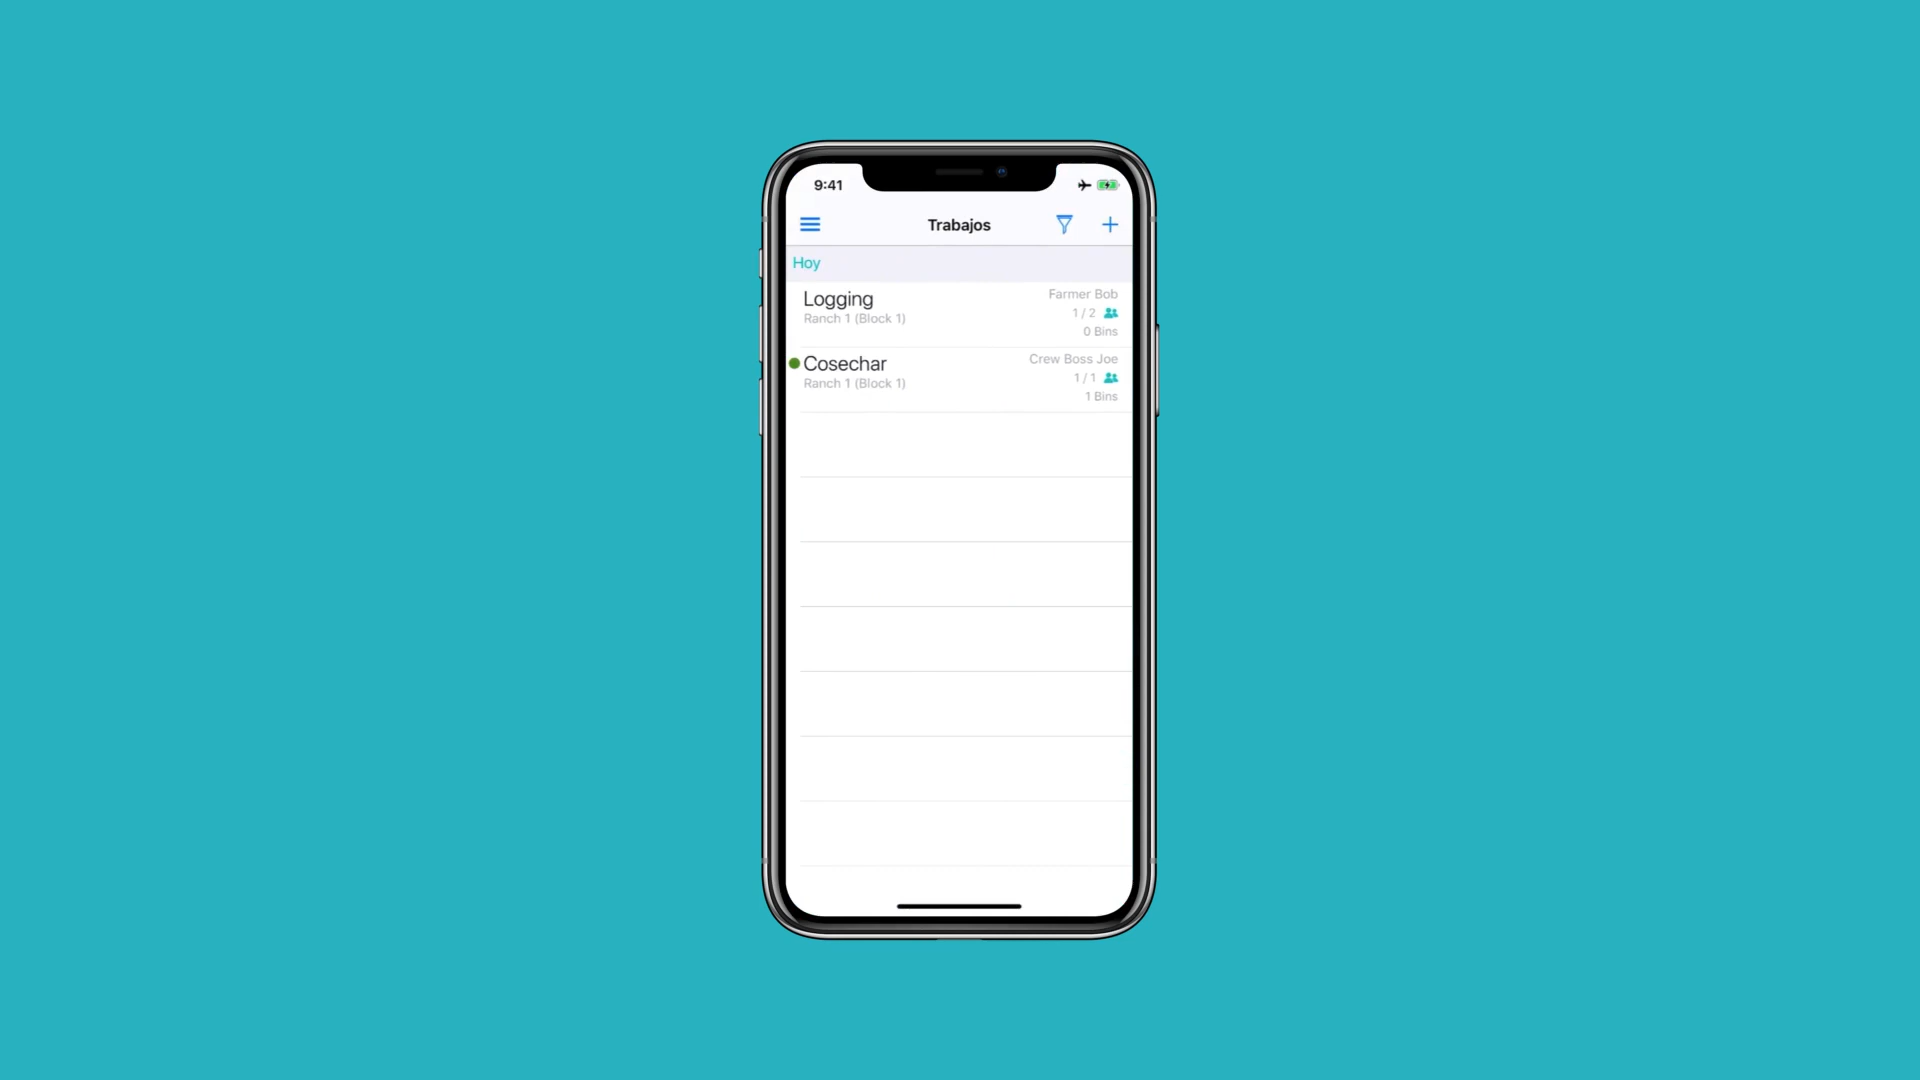 9:41
Trabajos
Hoy
Logging
Farmer Bob
Ranch 1 (Block 1)
1 / 2
0 Bins
Cosechar
Crew Boss Joe
Ranch 1 (Block 1)
1 / 1
1 Bins